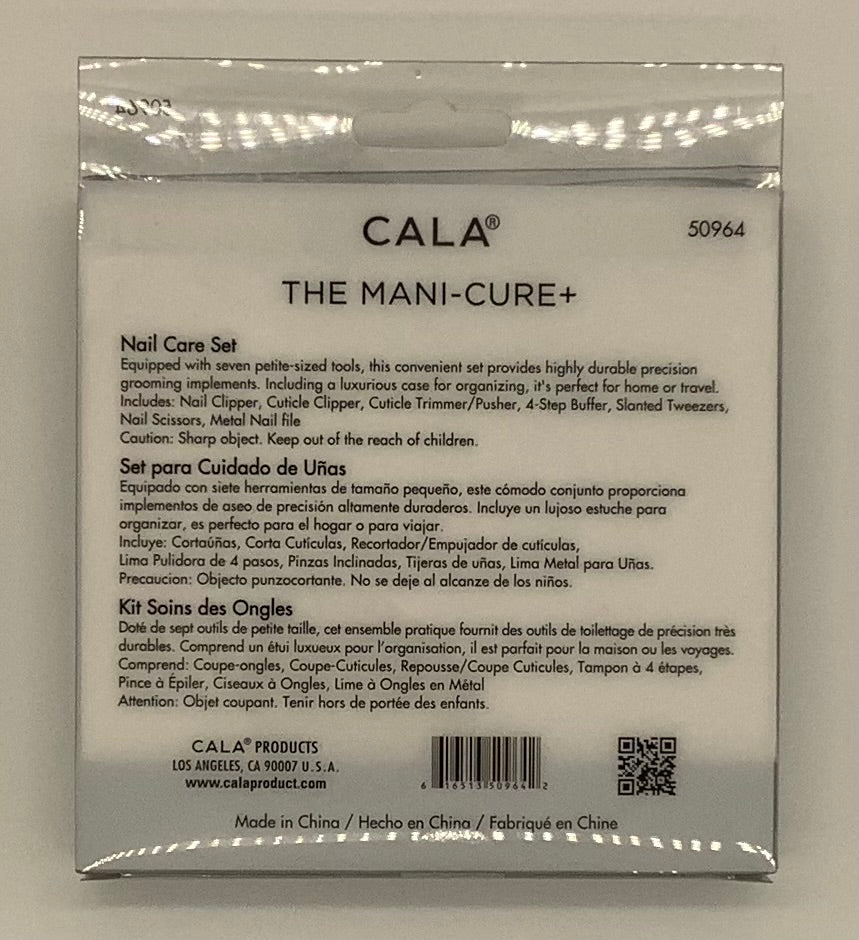 50964
CALA®
50964
THE MANI-CURE+
Nail Care Set
Equipped with seven petite-sized tools, this convenient set provides highly durable precision
grooming implements. Including a luxurious case for organizing, it's perfect for home or travel.
Includes: Nail Clipper, Cuticle Clipper, Cuticle Trimmer/Pusher, 4-Step Buffer, Slanted Tweezers,
Nail Scissors, Metal Nail file
Caution: Sharp object. Keep out of the reach of children.
Set para Cuidado de Uñas
Equipado con siete herramientas de tamaño pequeño, este cómodo conjunto proporciona
implementos de aseo de precisión altamente duraderos. Incluye un lujoso estuche para
organizar, es perfecto para el hogar o para viajar.
Incluye: Cortaúñas, Corta Cutículas, Recortador/Empujador de cutículas,
Lima Pulidora de 4 pasos, Pinzas Inclinadas, Tijeras de uñas, Lima Metal para Uñas.
Precaucion: Objecto punzocortante. No se deje al alcanze de los niños.
Kit Soins des Ongles
Doté de sept outils de petite taille, cet ensemble pratique fournit des outils de toilettage de précision très
durables. Comprend un étui luxueux pour l'organisation, il est parfait pour la maison ou les voyages.
Comprend: Coupe-ongles, Coupe-Cuticules, Repousse/Coupe Cuticules, Tampon à 4 étapes,
Pince à Épiler, Ciseaux à Ongles, Lime à Ongles en Métal
Attention: Objet coupant. Tenir hors de portée des enfants.
CALA® PRODUCTS
LOS ANGELES, CA 90007 U.S.A.
www.calaproduct.com
6 16513 50964 2
Made in China / Hecho en China / Fabriqué en Chine